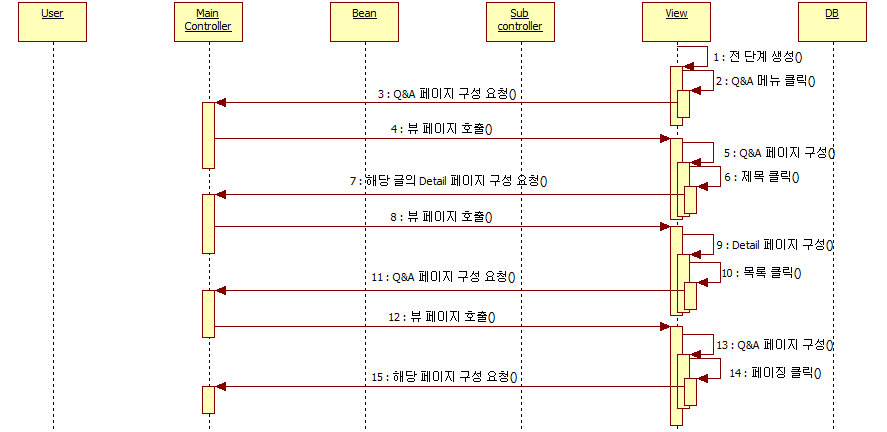 User
Main
Controller
Bean
Sub
controller
View
DB
1 : 전 단계 생성()
2 : Q&A 메뉴 클릭()
3 : Q&A 페이지 구성 요청()
4 : 뷰 페이지 호출()
5 : Q&A 페이지 구성()
6 : 제목 클릭()
7 : 해당 글의 Detail 페이지 구성 요청()
8 : 뷰 페이지 호출()
9 : Detail 페이지 구성()
10 : 목록 클릭()
11 : Q&A 페이지 구성 요청()
12 : 뷰 페이지 호출()
13 : Q&A 페이지 구성()
14 : 페이징 클릭()
15 : 해당 페이지 구성 요청()